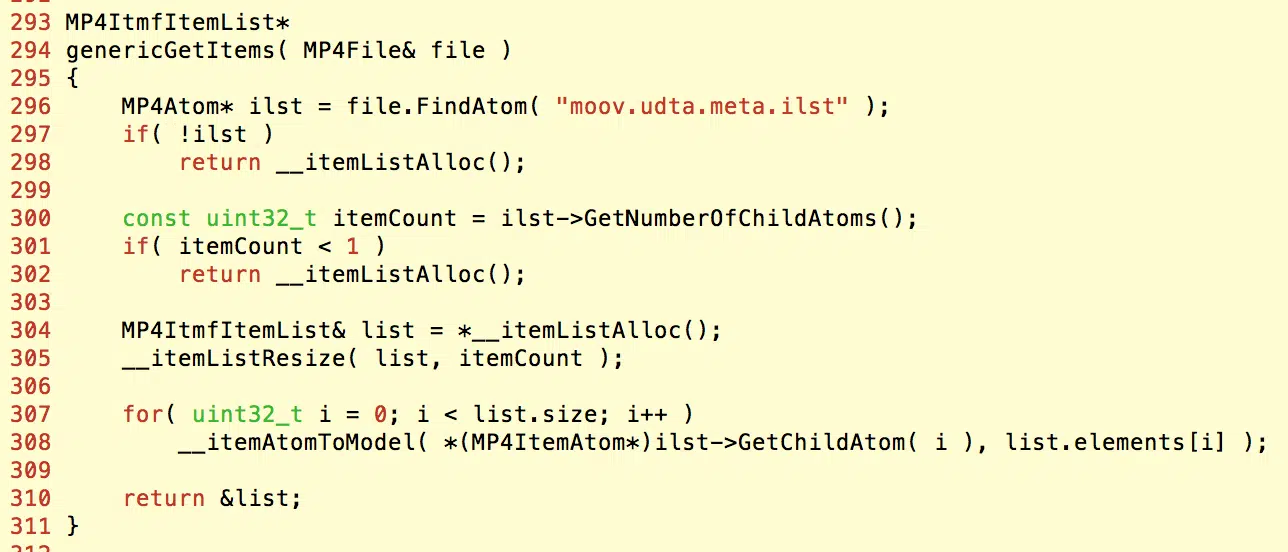 293 MP4ItmfItemList*
294 genericGetItems( MP4File& file )
295 {
296     MP4Atom* ilst = file.FindAtom( "moov.udta.meta.ilst" );
297     if( !ilst )
298         return __itemListAlloc();
299
300     const uint32_t itemCount = ilst->GetNumberOfChildAtoms();
301     if( itemCount < 1 )
302         return __itemListAlloc();
303
304     MP4ItmfItemList& list = *__itemListAlloc();
305     __itemListResize( list, itemCount );
306
307     for( uint32_t i = 0; i < list.size; i++ )
308         __itemAtomToModel( *(MP4ItemAtom*)ilst->GetChildAtom( i ), list.elements[i] );
309
310     return &list;
311 }